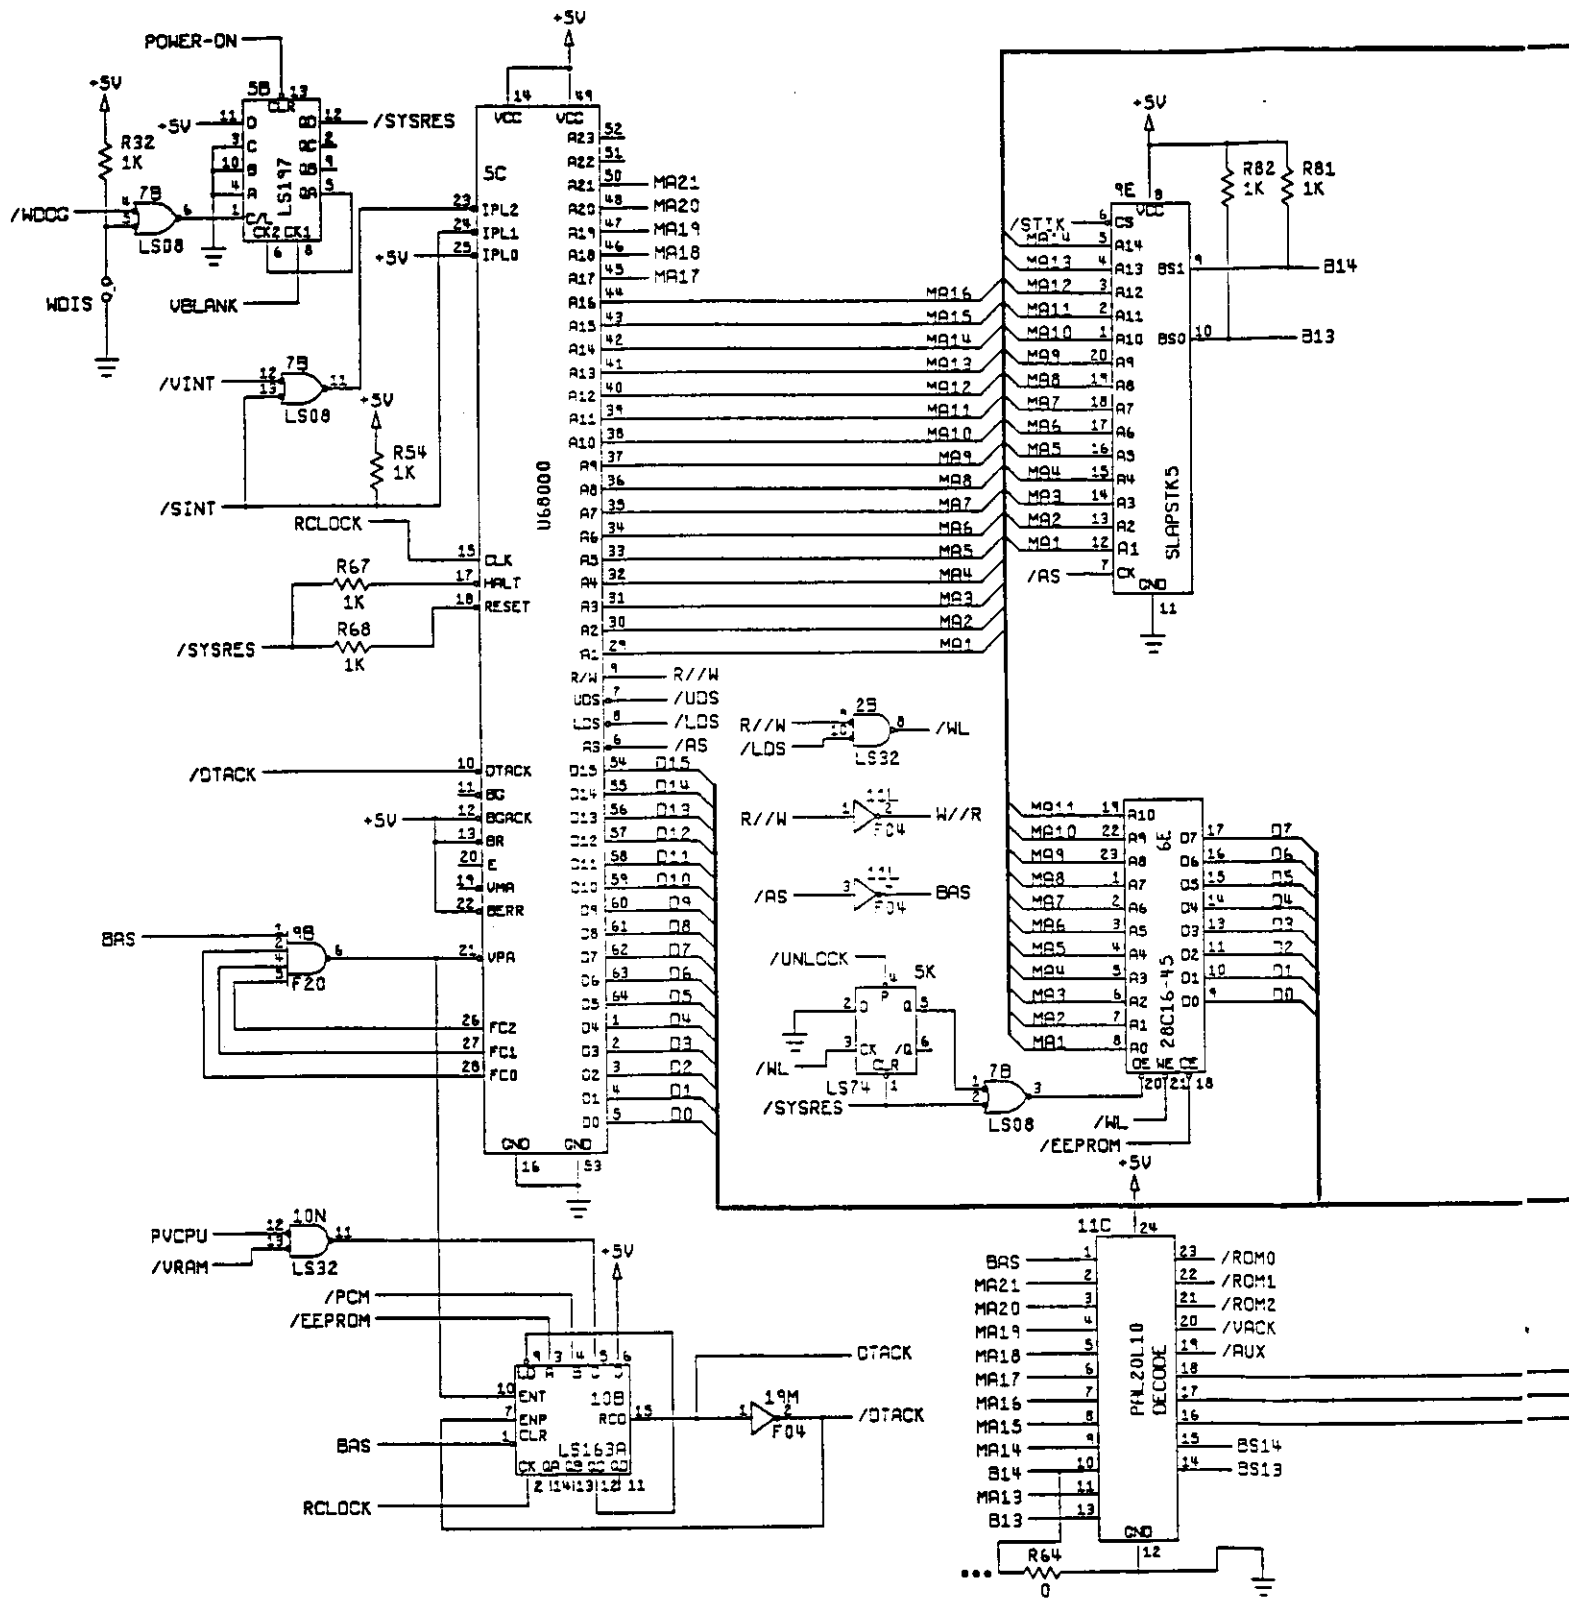 POWER-ON
+5V
R32
1K
/WDOG
WDIS
5B
13
CLR
+5V
11
D
QD
12
/SYSRES
3
C
QC
2
10
B
QB
9
4
A
QA
5
1
C/L
CK2
CK1
6
8
LS197
7B
4
5
6
LS08
VBLANK
/VINT
12
13
7B
11
LS08
+5V
R54
1K
/SINT
RCLOCK
R67
1K
R68
1K
/SYSRES
/DTACK
+5V
BAS
9B
1
2
4
5
6
F20
+5V
14
49
VCC
VCC
5C
U68000
23
IPL2
24
IPL1
+5V
25
IPL0
15
CLK
17
HALT
18
RESET
10
DTACK
11
BG
12
BGACK
13
BR
20
E
19
VMA
22
BERR
21
VPA
26
FC2
27
FC1
28
FC0
GND
GND
16
53
A23
52
A22
51
A21
50
MA21
A20
48
MA20
A19
47
MA19
A18
46
MA18
A17
45
MA17
A16
44
MA16
A15
43
MA15
A14
42
MA14
A13
41
MA13
A12
40
MA12
A11
39
MA11
A10
38
MA10
A9
37
MA9
A8
36
MA8
A7
35
MA7
A6
34
MA6
A5
33
MA5
A4
32
MA4
A3
31
MA3
A2
30
MA2
A1
29
MA1
R/W
9
R//W
UDS
7
/UDS
LDS
8
/LDS
AS
6
/AS
D15
54
D15
D14
55
D14
D13
56
D13
D12
57
D12
D11
58
D11
D10
59
D10
D9
60
D9
D8
61
D8
D7
62
D7
D6
63
D6
D5
64
D5
D4
1
D4
D3
2
D3
D2
3
D2
D1
4
D1
D0
5
D0
+5V
R82
1K
R81
1K
9E
8
VCC
/STIK
6
CS
MA14
5
A14
MA13
4
A13
BS1
9
B14
MA12
3
A12
MA11
2
A11
MA10
1
A10
BS0
10
B13
MA9
20
A9
MA8
19
A8
MA7
18
A7
MA6
17
A6
MA5
16
A5
MA4
15
A4
MA3
14
A3
MA2
13
A2
MA1
12
A1
/AS
7
CK
GND
11
SLAPSTK5
R//W
/LDS
2B
9
10
8
/WL
LS32
R//W
1
11L
2
W//R
F04
/AS
3
11L
BAS
F04
/UNLOCK
4
5K
P
2
D
Q
5
3
CK
/Q
6
CLR
1
/WL
LS74
/SYSRES
7B
1
2
3
LS08
MA11
19
A10
6E
MA10
22
A9
D7
17
D7
MA9
23
A8
D6
16
D6
MA8
1
A7
D5
15
D5
MA7
2
A6
D4
14
D4
MA6
3
A5
D3
13
D3
MA5
4
A4
D2
11
D2
MA4
5
A3
D1
10
D1
MA3
6
A2
D0
9
D0
MA2
7
A1
MA1
8
A0
28C16-45
OE
WE
CE
20
21
18
/WL
/EEPROM
PVCPU
/VRAM
10N
12
13
11
LS32
/PCM
/EEPROM
+5V
9
3
4
5
6
LD
A
B
C
D
10
ENT
10B
7
ENP
RCO
15
1
CLR
LS163A
CK
QA
QB
QC
QD
2
14
13
12
11
BAS
RCLOCK
DTACK
1
19M
2
/DTACK
F04
+5V
11C
24
BAS
1
23
/ROM0
MA21
2
22
/ROM1
MA20
3
21
/ROM2
MA19
4
20
/VACK
MA18
5
19
/AUX
MA17
6
18
MA16
7
17
MA15
8
16
MA14
9
15
BS14
B14
10
14
BS13
MA13
11
B13
13
PAL20L10
DECODE
GND
12
R64
0